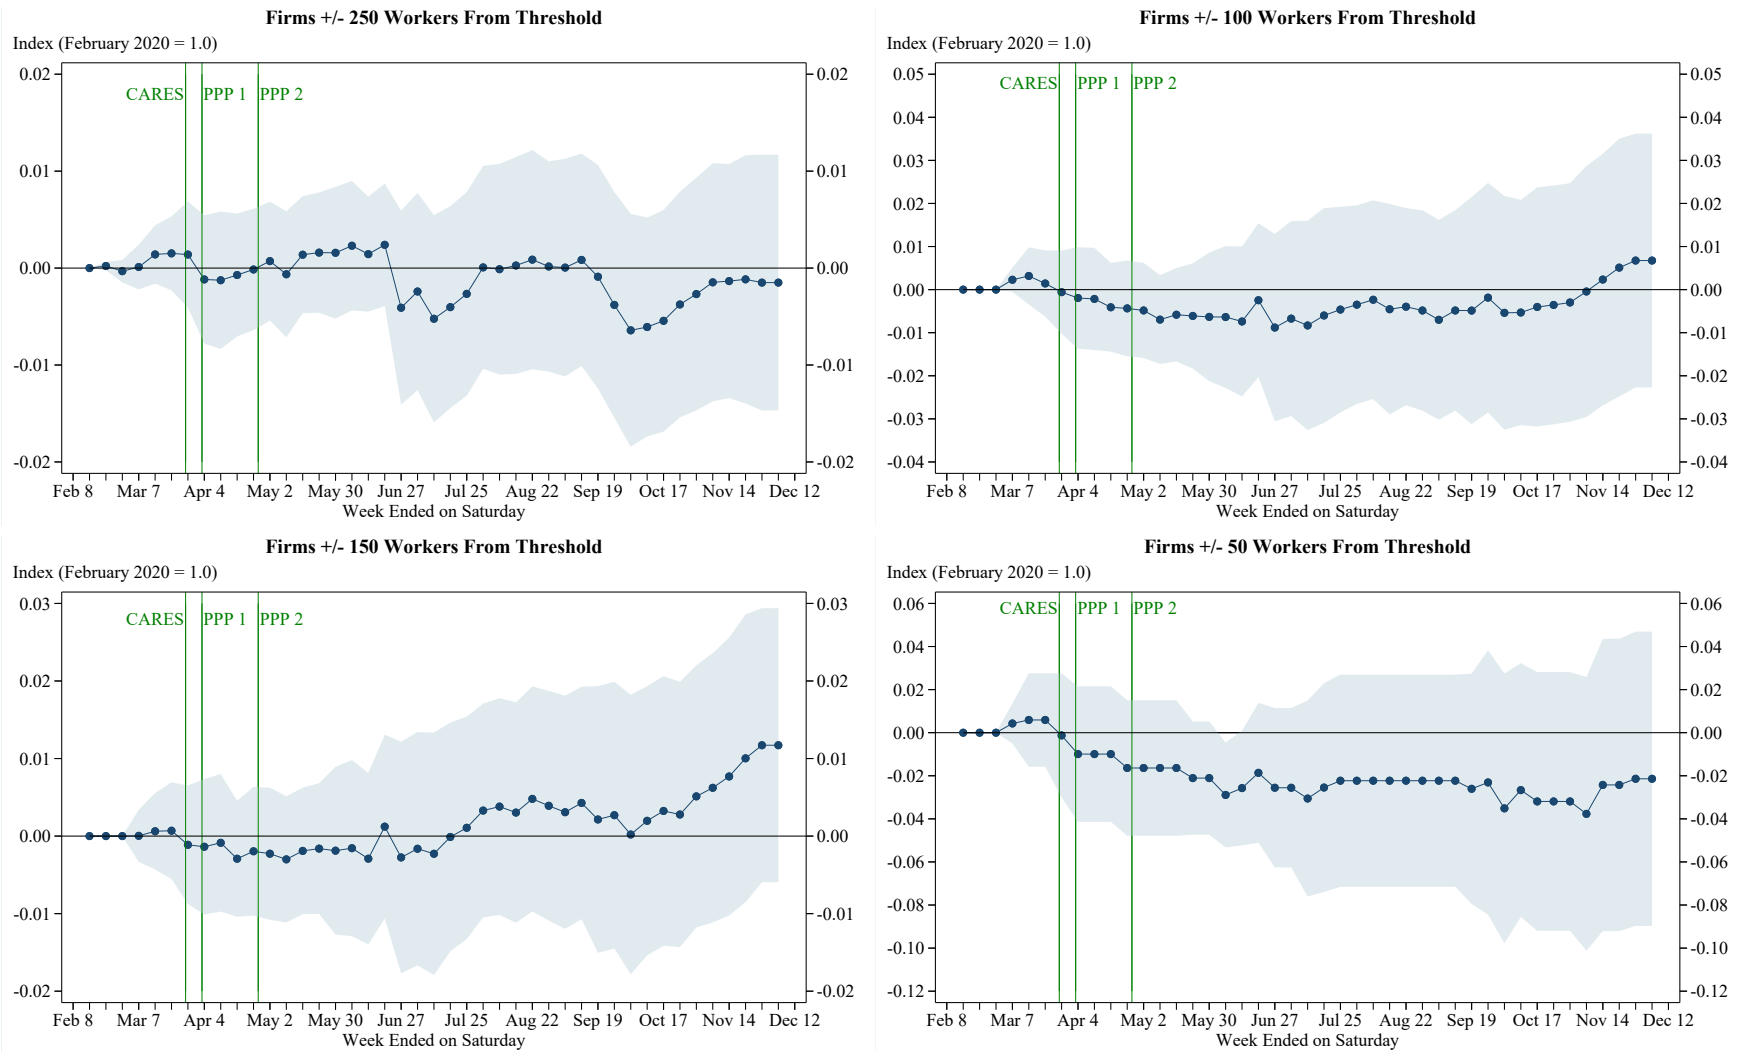 Firms +/- 250 Workers From Threshold
Index (February 2020 = 1.0)
CARES PPP 1 PPP 2
0.02 0.02
0.01 0.01
0.00 0.00
-0.01 -0.01
-0.02 -0.02
Feb 8 Mar 7 Apr 4 May 2 May 30 Jun 27 Jul 25 Aug 22 Sep 19 Oct 17 Nov 14 Dec 12
Week Ended on Saturday
Firms +/- 100 Workers From Threshold
Index (February 2020 = 1.0)
CARES PPP 1 PPP 2
0.05 0.05
0.04 0.04
0.03 0.03
0.02 0.02
0.01 0.01
0.00 0.00
-0.01 -0.01
-0.02 -0.02
-0.03 -0.03
-0.04 -0.04
Feb 8 Mar 7 Apr 4 May 2 May 30 Jun 27 Jul 25 Aug 22 Sep 19 Oct 17 Nov 14 Dec 12
Week Ended on Saturday
Firms +/- 150 Workers From Threshold
Index (February 2020 = 1.0)
CARES PPP 1 PPP 2
0.03 0.03
0.02 0.02
0.01 0.01
0.00 0.00
-0.01 -0.01
-0.02 -0.02
Feb 8 Mar 7 Apr 4 May 2 May 30 Jun 27 Jul 25 Aug 22 Sep 19 Oct 17 Nov 14 Dec 12
Week Ended on Saturday
Firms +/- 50 Workers From Threshold
Index (February 2020 = 1.0)
CARES PPP 1 PPP 2
0.06 0.06
0.04 0.04
0.02 0.02
0.00 0.00
-0.02 -0.02
-0.04 -0.04
-0.06 -0.06
-0.08 -0.08
-0.10 -0.10
-0.12 -0.12
Feb 8 Mar 7 Apr 4 May 2 May 30 Jun 27 Jul 25 Aug 22 Sep 19 Oct 17 Nov 14 Dec 12
Week Ended on Saturday